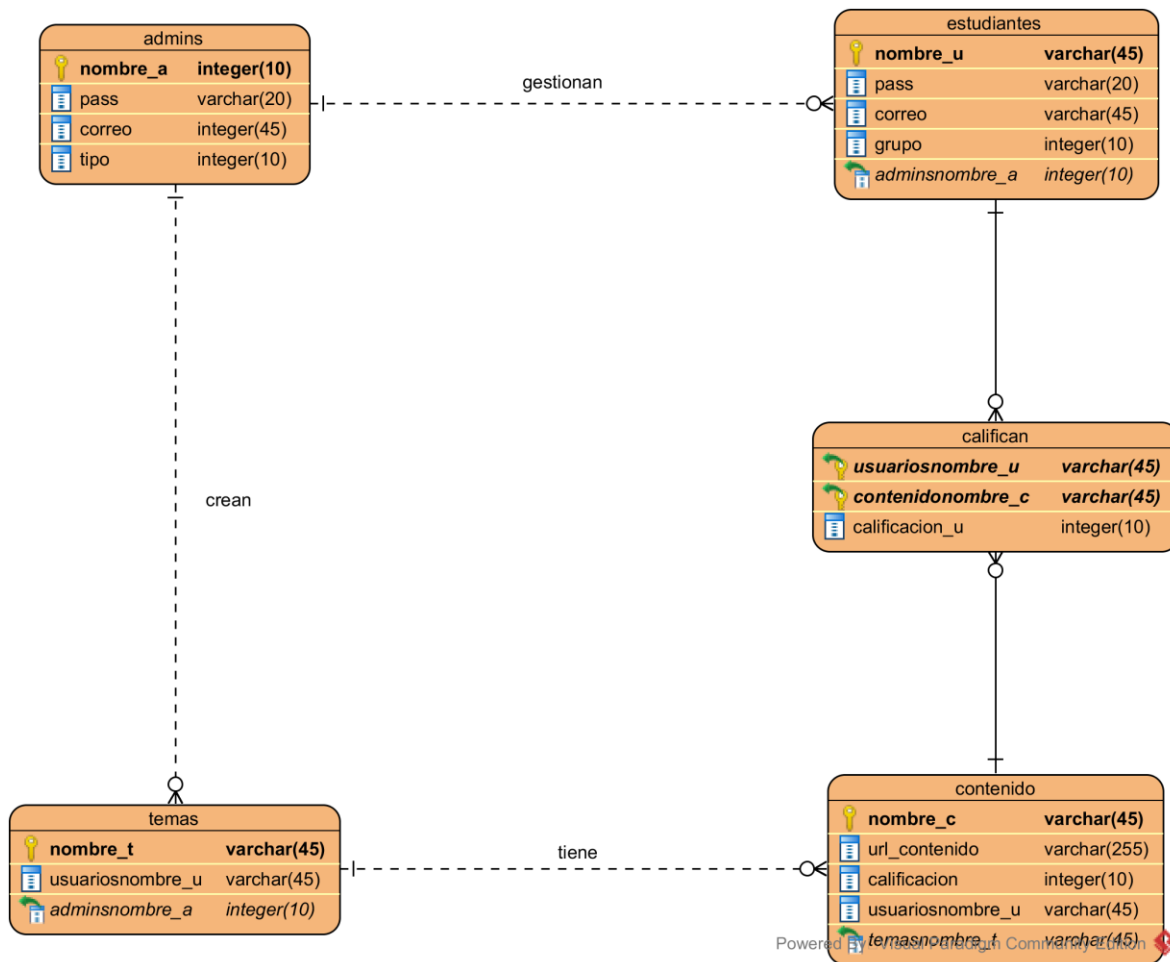 admins
nombre_a integer(10)
pass varchar(20)
correo integer(45)
tipo integer(10)
gestionan
estudiantes
nombre_u varchar(45)
pass varchar(20)
correo varchar(45)
grupo integer(10)
adminsnombre_a integer(10)
crean
califican
usuariosnombre_u varchar(45)
contenidonombre_c varchar(45)
calificacion_u integer(10)
temas
nombre_t varchar(45)
usuariosnombre_u varchar(45)
adminsnombre_a integer(10)
tiene
contenido
nombre_c varchar(45)
url_contenido varchar(255)
calificacion integer(10)
usuariosnombre_u varchar(45)
temasnombre_t varchar(45)
Powered By Visual Paradigm Community Edition